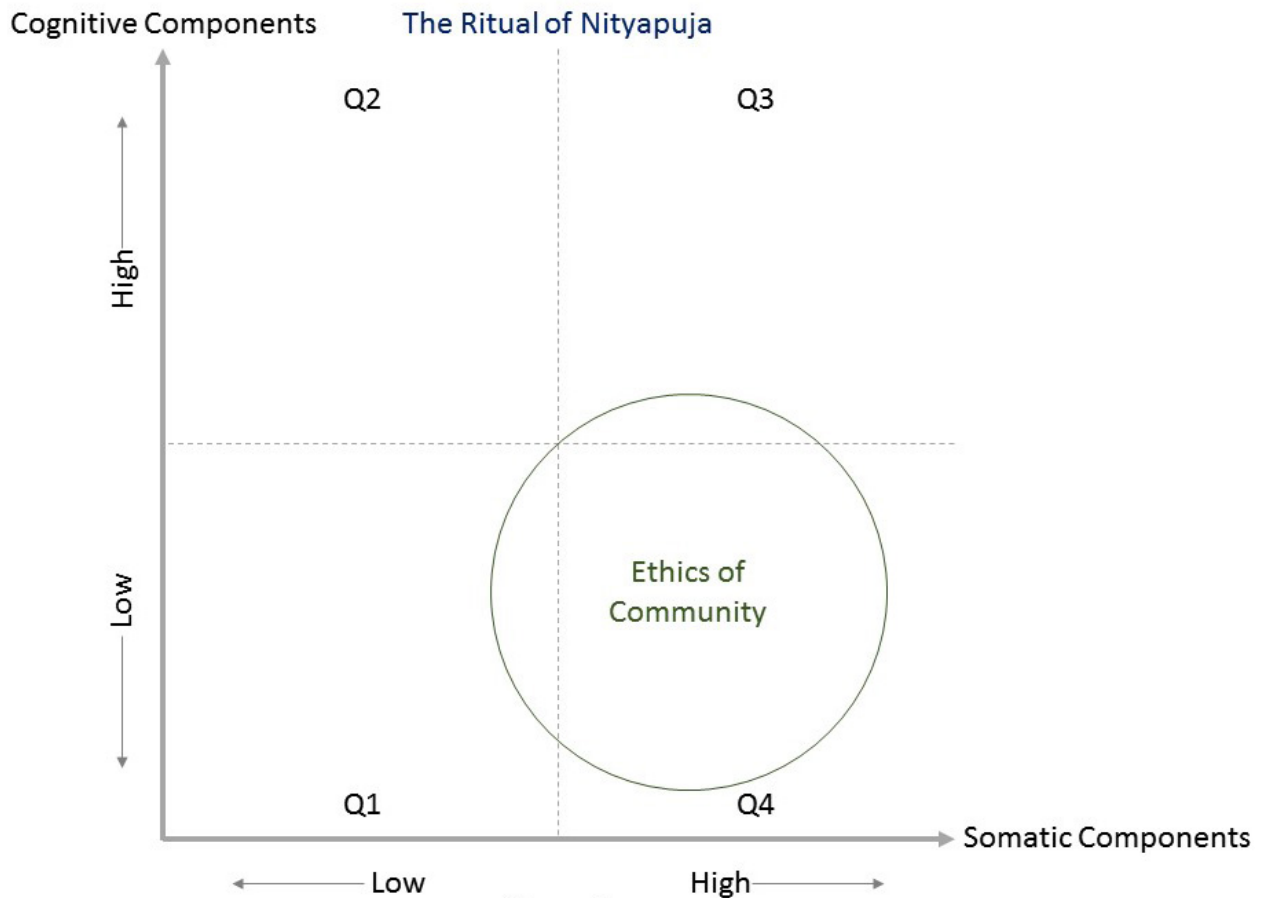 Cognitive Components
The Ritual of Nityapuja
Q2
Q3
High
Low
Ethics of
Community
Q1
Q4
Somatic Components
Low
High